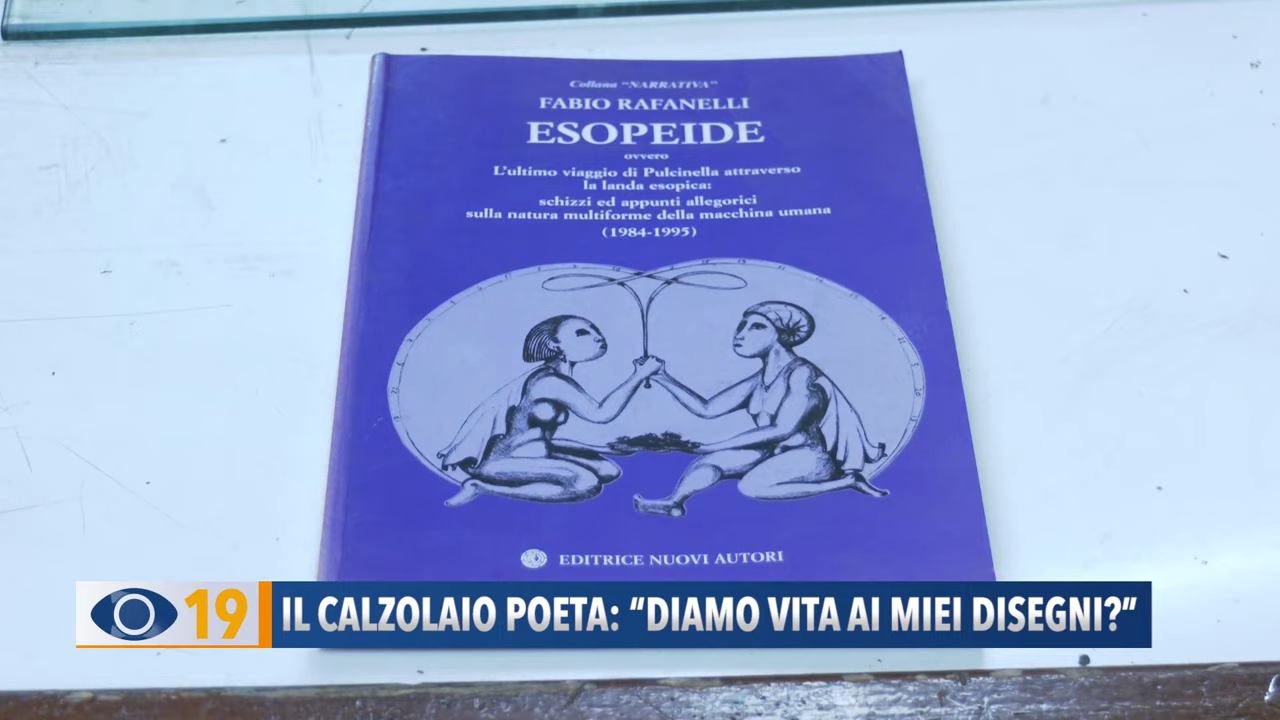 Collana "NARRATIVA"
FABIO RAFANELLI
ESOPEIDE
ovvero
L'ultimo viaggio di Pulcinella attraverso
la landa esopica:
schizzi ed appunti allegorici
sulla natura multiforme della macchina umana
(1984-1995)
EDITRICE NUOVI AUTORI
19
IL CALZOLAIO POETA: “DIAMO VITA AI MIEI DISEGNI?”